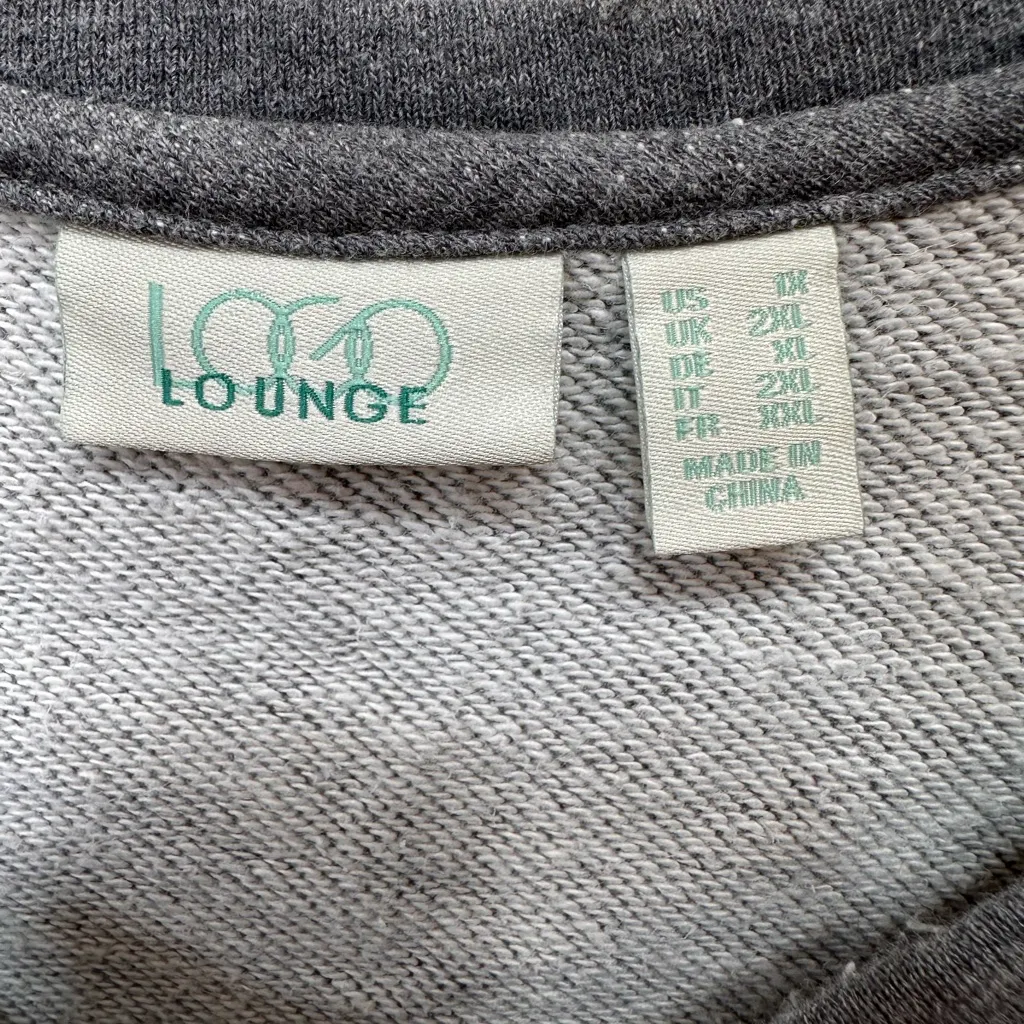 LOGO
LOUNGE
US 1X
UK 2XL
DE XL
IT 2XL
FR XXL
MADE IN
CHINA